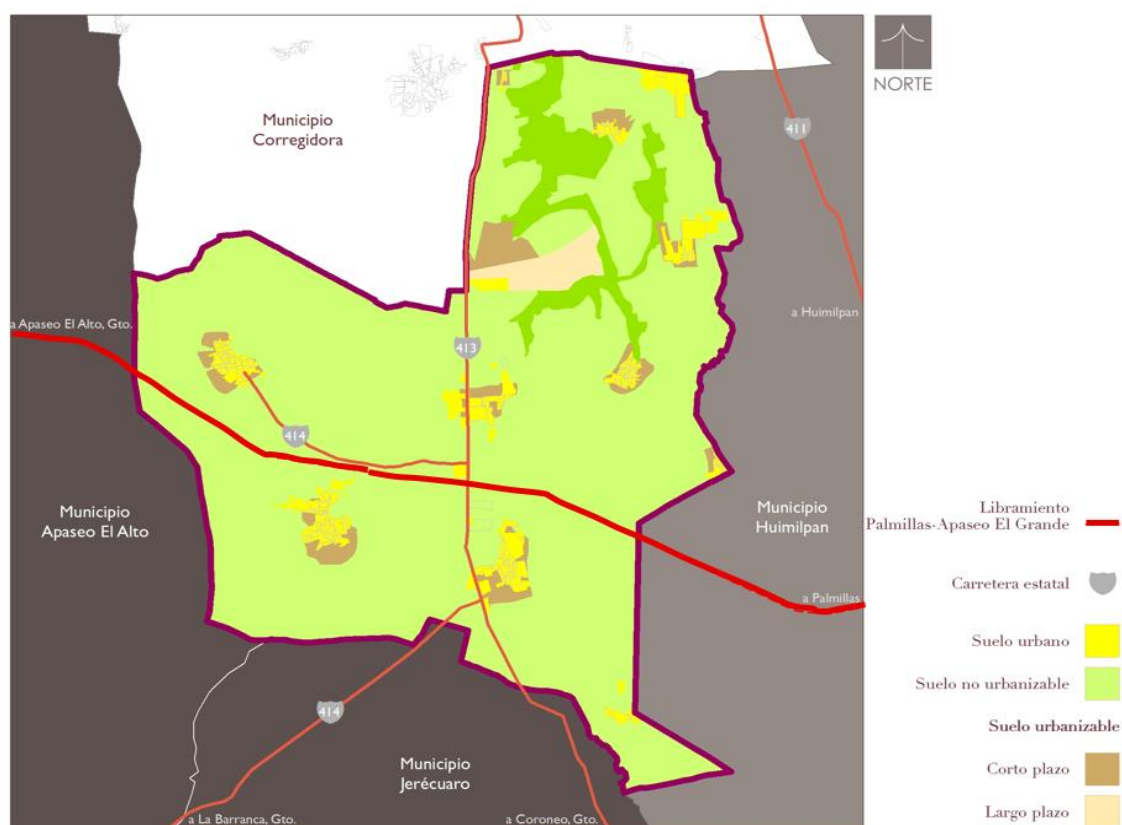 NORTE
Municipio
Corregidora
411
a Huimilpan
a Apaseo El Alto, Gto.
413
414
Municipio
Apaseo El Alto
Municipio
Huimilpan
a Palmillas
414
Municipio
Jerécuaro
a La Barranca, Gto.
a Coroneo, Gto.
Libramiento
Palmillas-Apaseo El Grande
Carretera estatal
Suelo urbano
Suelo no urbanizable
Suelo urbanizable
Corto plazo
Largo plazo